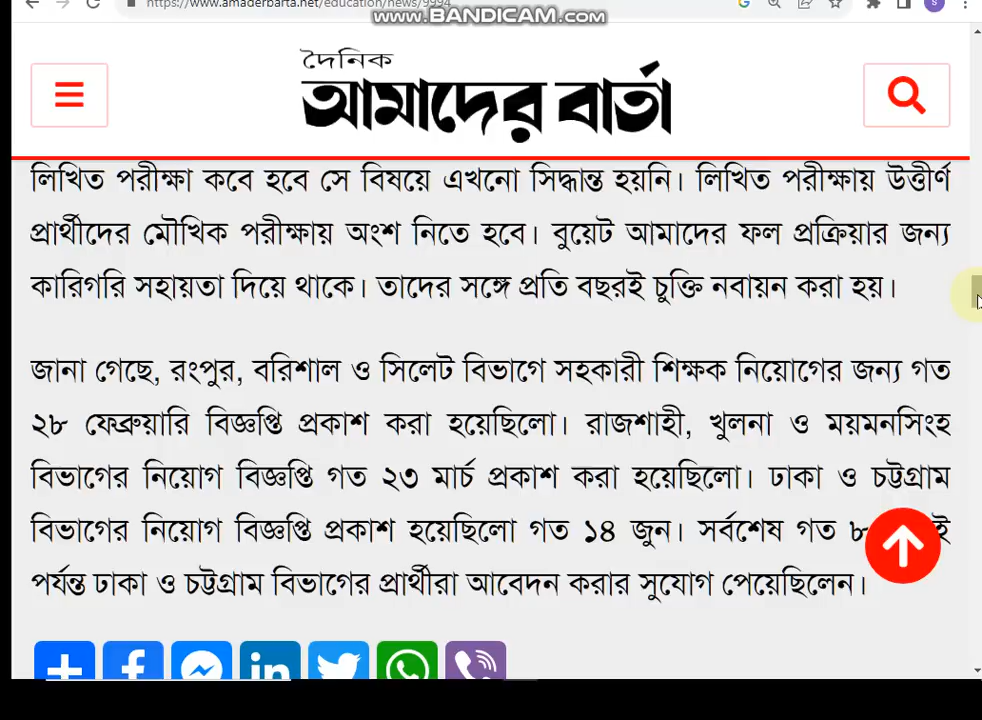 https://www.amaderbarta.net/education/news/9994
www.BANDICAM.com
দৈনিক
আমাদের বার্তা
লিখিত পরীক্ষা কবে হবে সে বিষয়ে এখনো সিদ্ধান্ত হয়নি। লিখিত পরীক্ষায় উত্তীর্ণ
প্রার্থীদের মৌখিক পরীক্ষায় অংশ নিতে হবে। বুয়েট আমাদের ফল প্রক্রিয়ার জন্য
কারিগরি সহায়তা দিয়ে থাকে। তাদের সঙ্গে প্রতি বছরই চুক্তি নবায়ন করা হয়।
জানা গেছে, রংপুর, বরিশাল ও সিলেট বিভাগে সহকারী শিক্ষক নিয়োগের জন্য গত
২৮ ফেব্রুয়ারি বিজ্ঞপ্তি প্রকাশ করা হয়েছিলো। রাজশাহী, খুলনা ও ময়মনসিংহ
বিভাগের নিয়োগ বিজ্ঞপ্তি গত ২৩ মার্চ প্রকাশ করা হয়েছিলো। ঢাকা ও চট্টগ্রাম
বিভাগের নিয়োগ বিজ্ঞপ্তি প্রকাশ হয়েছিলো গত ১৪ জুন। সর্বশেষ গত ৮
পর্যন্ত ঢাকা ও চট্টগ্রাম বিভাগের প্রার্থীরা আবেদন করার সুযোগ পেয়েছিলেন।